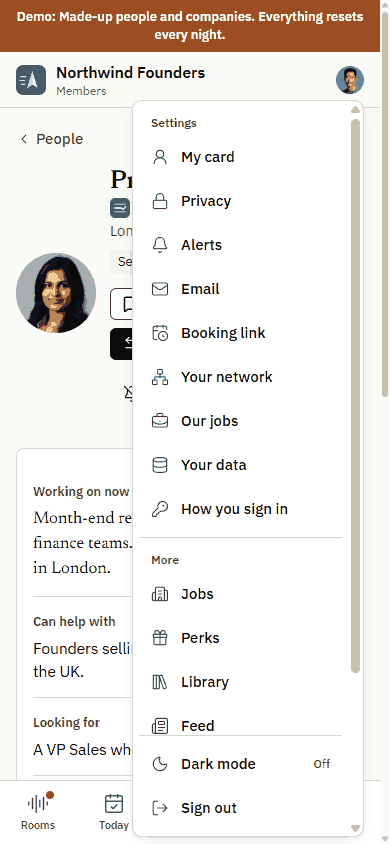 Demo: Made-up people and companies. Everything resets
every night.
Northwind Founders
Members
People
Settings
My card
Privacy
Alerts
Email
Booking link
Your network
Our jobs
Your data
How you sign in
More
Jobs
Perks
Library
Feed
Dark mode Off
Sign out
Working on now
Month-end re
finance teams.
in London.
Can help with
Founders selli
the UK.
Looking for
A VP Sales who
Rooms
Today